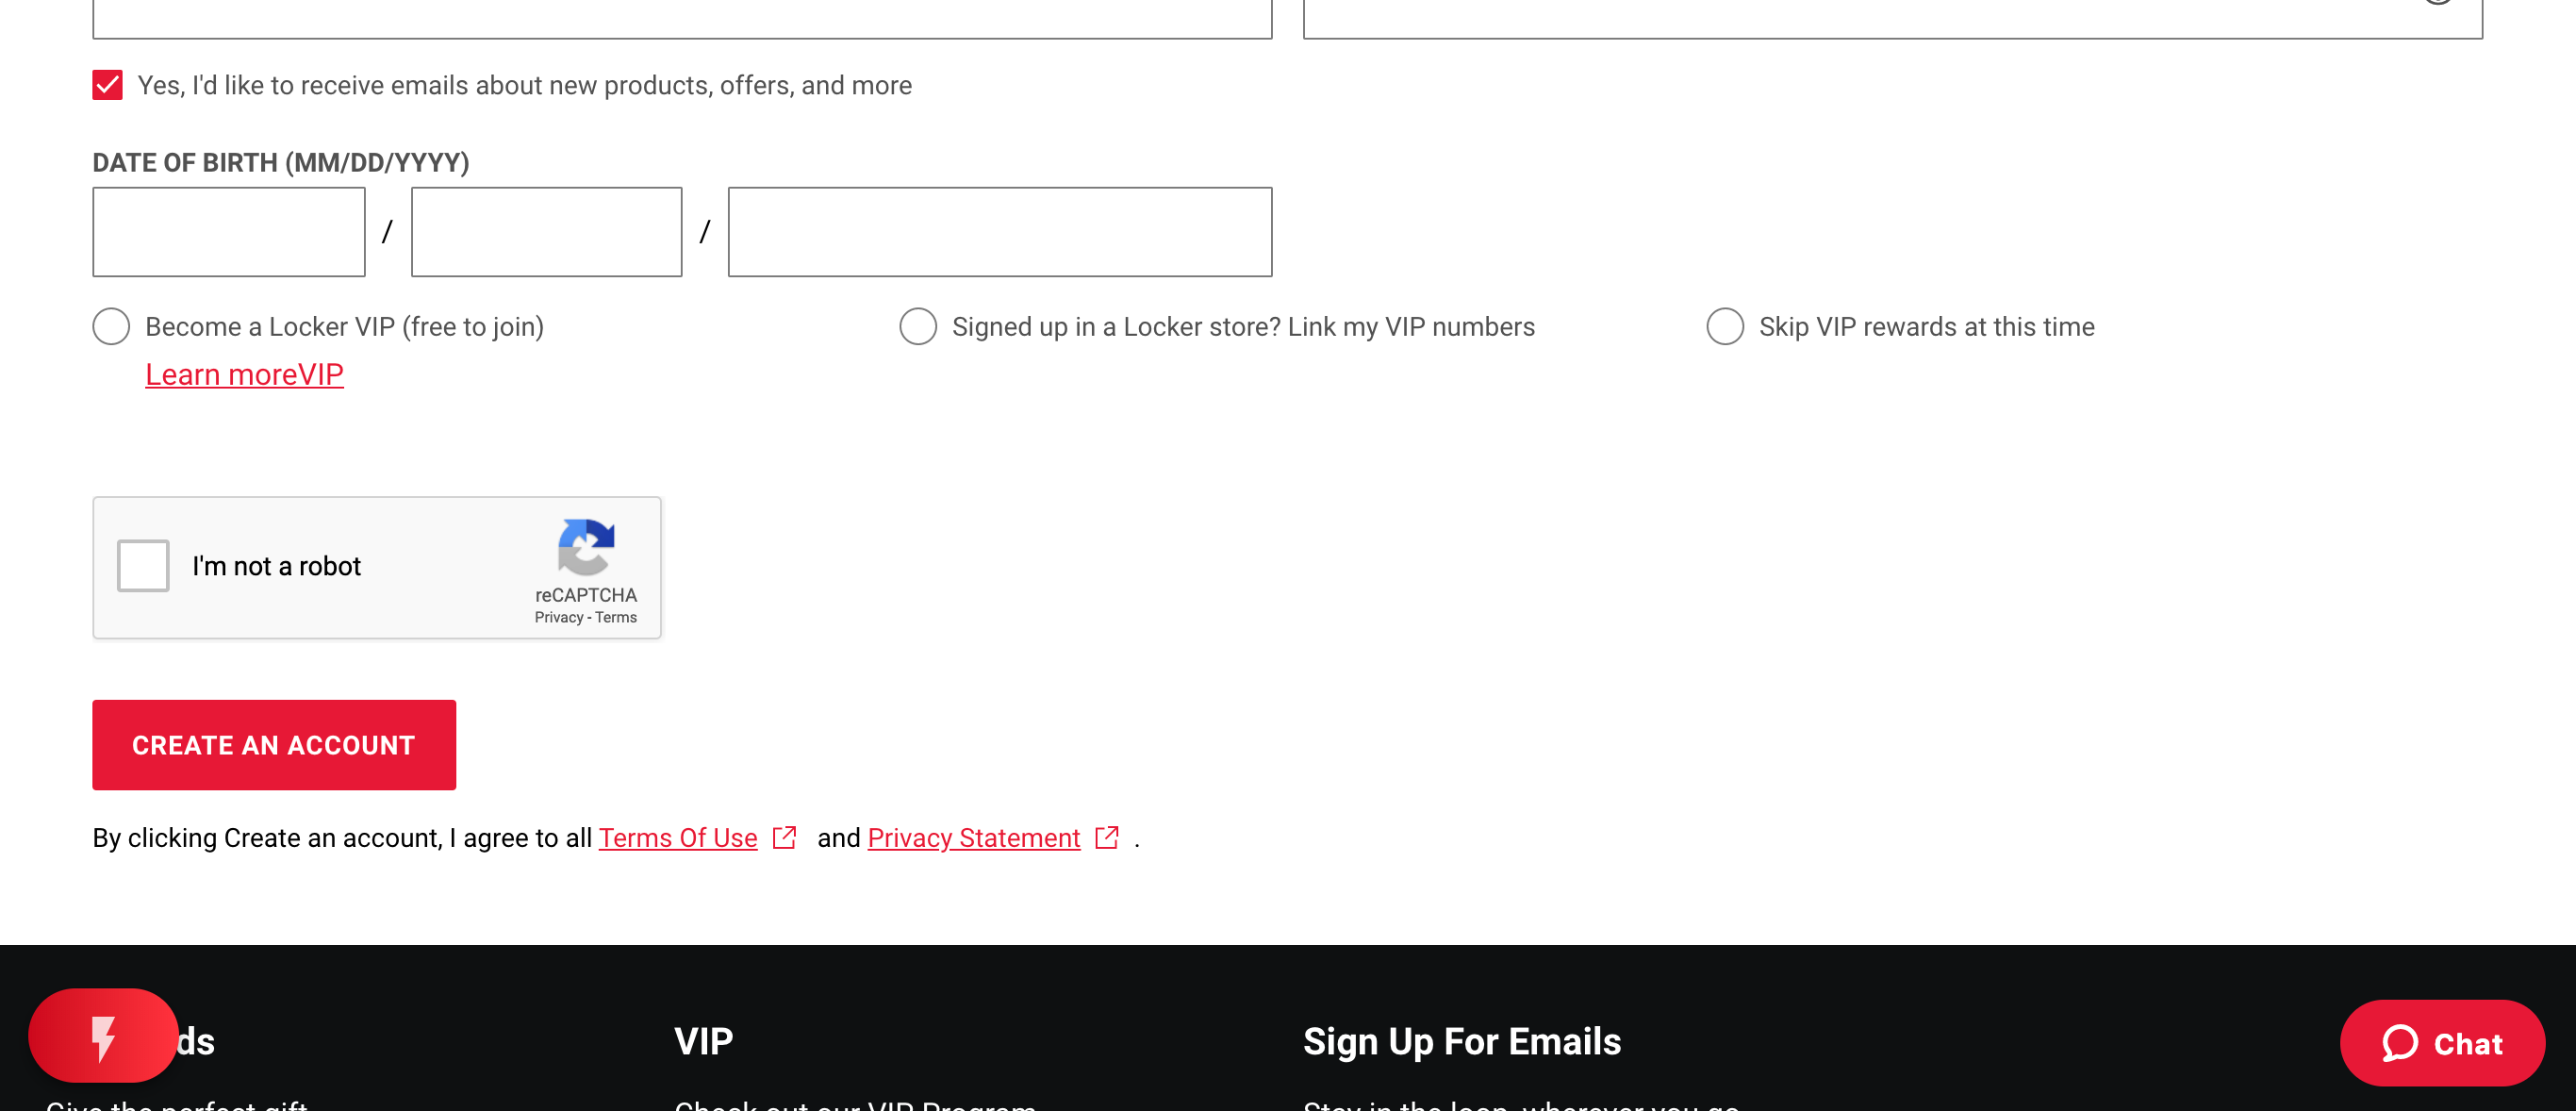 Yes, I'd like to receive emails about new products, offers, and more
DATE OF BIRTH (MM/DD/YYYY)
/ /
Become a Locker VIP (free to join)
Signed up in a Locker store? Link my VIP numbers
Skip VIP rewards at this time
Learn moreVIP
I'm not a robot
reCAPTCHA
Privacy - Terms
CREATE AN ACCOUNT
By clicking Create an account, I agree to all Terms Of Use and Privacy Statement .
ds
VIP
Sign Up For Emails
Chat
Give the perfect gift
Check out our VIP Program
Stay in the loop, wherever you go